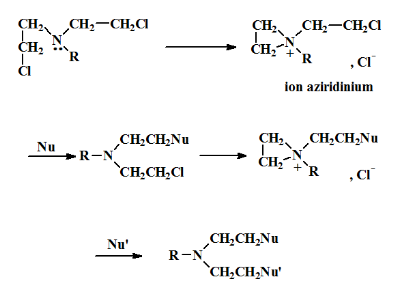 CH₂ CH₂—CH₂Cl
N
CH₂ R
Cl
CH₂ CH₂—CH₂Cl
N
CH₂ + R
, Cl⁻
ion aziridinium
Nu
CH₂CH₂Nu
R—N
CH₂CH₂Cl
CH₂ CH₂CH₂Nu
N
CH₂ + R
, Cl⁻
Nu'
CH₂CH₂Nu
R—N
CH₂CH₂Nu'